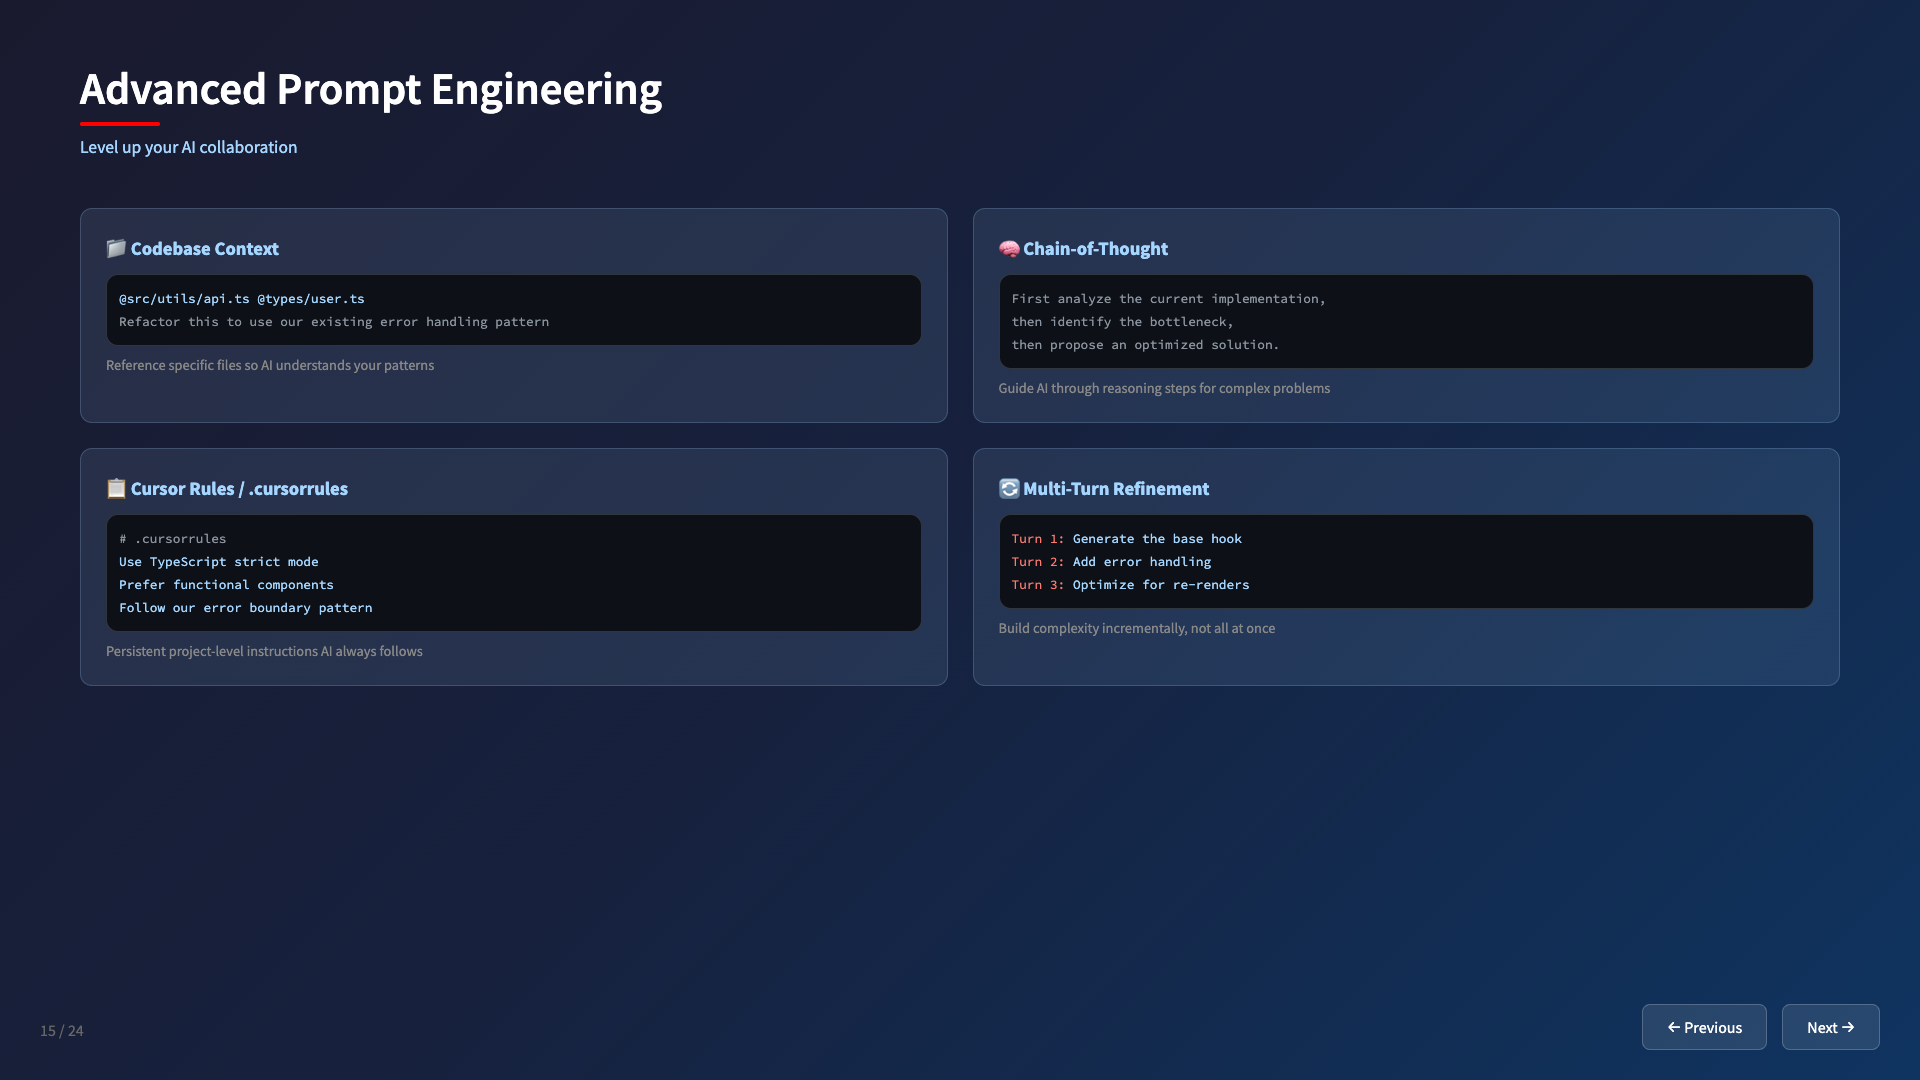 Advanced Prompt Engineering
Level up your AI collaboration
Codebase Context
@src/utils/api.ts @types/user.ts
Refactor this to use our existing error handling pattern
Reference specific files so AI understands your patterns
Chain-of-Thought
First analyze the current implementation,
then identify the bottleneck,
then propose an optimized solution.
Guide AI through reasoning steps for complex problems
Cursor Rules / .cursorrules
# .cursorrules
Use TypeScript strict mode
Prefer functional components
Follow our error boundary pattern
Persistent project-level instructions AI always follows
Multi-Turn Refinement
Turn 1: Generate the base hook
Turn 2: Add error handling
Turn 3: Optimize for re-renders
Build complexity incrementally, not all at once
15 / 24
← Previous
Next →